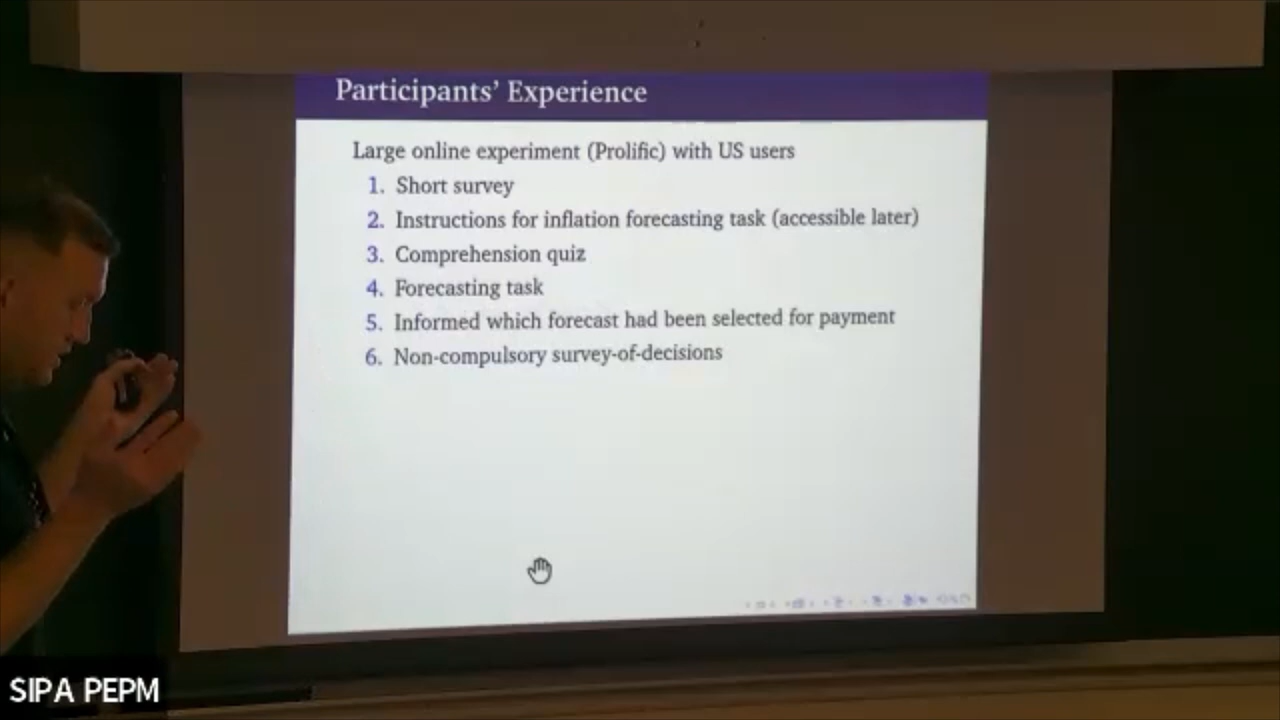 Participants' Experience
Large online experiment (Prolific) with US users
1. Short survey
2. Instructions for inflation forecasting task (accessible later)
3. Comprehension quiz
4. Forecasting task
5. Informed which forecast had been selected for payment
6. Non-compulsory survey-of-decisions
SIPA PEPM